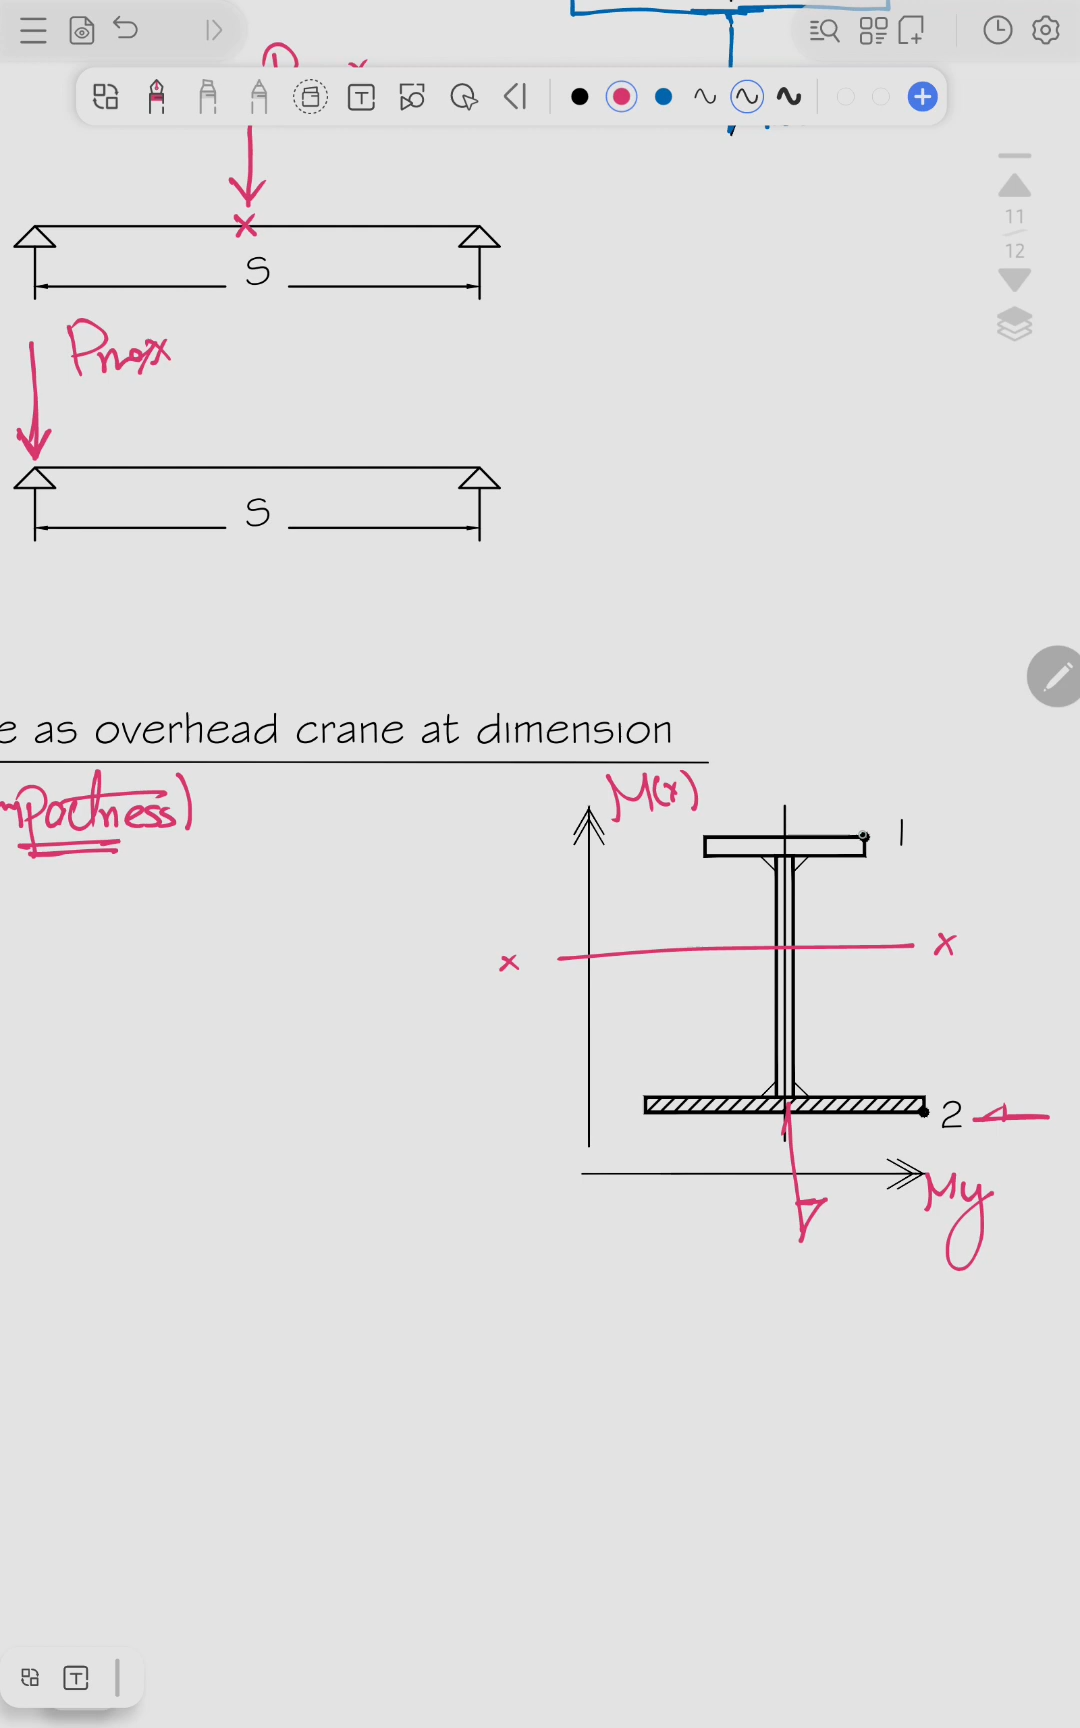 11
12
S
Pmax
S
e as overhead crane at dimension
mpactness)
M(x)
1
x
x
2
My